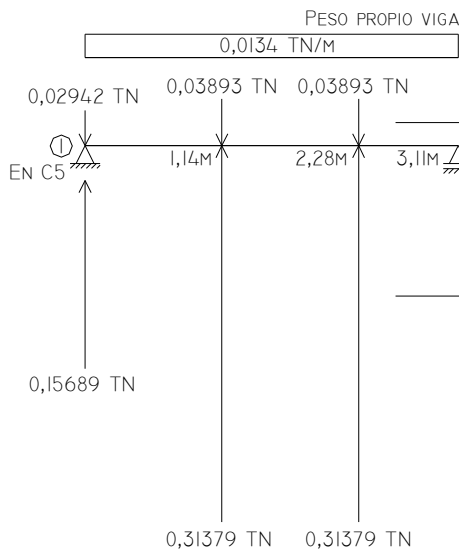 PESO PROPIO VIGA
0,0134 TN/M
0,02942 TN
0,03893 TN
0,03893 TN
1
1,14M
2,28M
3,11M
EN C5
0,15689 TN
0,31379 TN
0,31379 TN